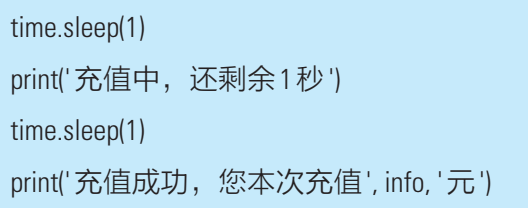 time.sleep(1)
print('充值中，还剩余1秒')
time.sleep(1)
print('充值成功，您本次充值', info, '元')